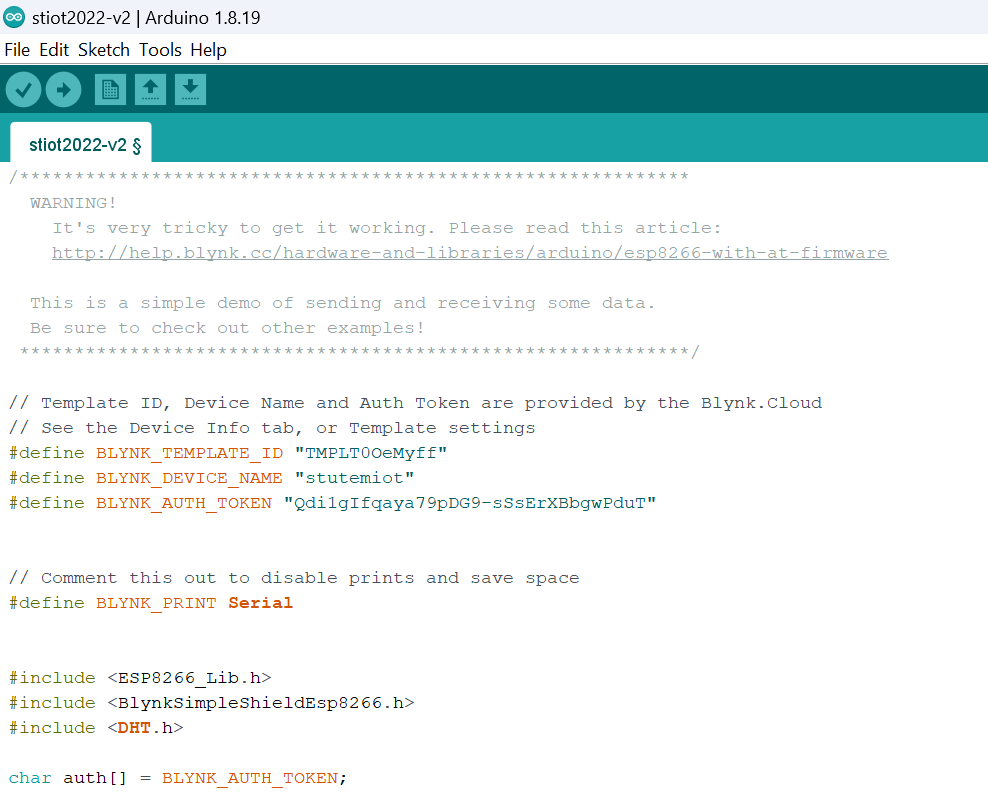 stiot2022-v2 | Arduino 1.8.19
File Edit Sketch Tools Help
stiot2022-v2 §
/*************************************************************
WARNING!
It's very tricky to get it working. Please read this article:
http://help.blynk.cc/hardware-and-libraries/arduino/esp8266-with-at-firmware
This is a simple demo of sending and receiving some data.
Be sure to check out other examples!
*************************************************************/
// Template ID, Device Name and Auth Token are provided by the Blynk.Cloud
// See the Device Info tab, or Template settings
#define BLYNK_TEMPLATE_ID "TMPLT0OeMyff"
#define BLYNK_DEVICE_NAME "stutemiot"
#define BLYNK_AUTH_TOKEN "Qdi1gIfqaya79pDG9-sSsErXBbgwPduT"
// Comment this out to disable prints and save space
#define BLYNK_PRINT Serial
#include <ESP8266_Lib.h>
#include <BlynkSimpleShieldEsp8266.h>
#include <DHT.h>
char auth[] = BLYNK_AUTH_TOKEN;